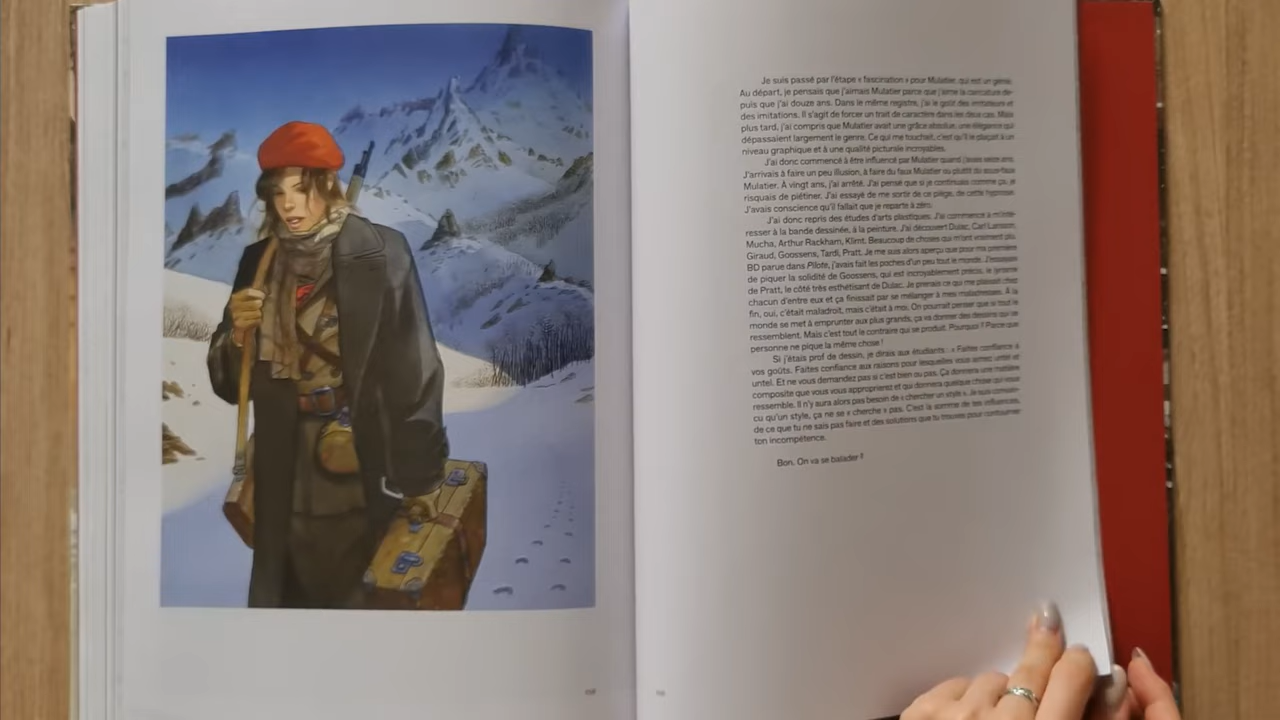 Je suis passé par l'étape « fascination » pour Mulatier, qui est un génie.
Au départ, je pensais que j'aimais Mulatier parce que j'aime la caricature de-
puis que j'ai douze ans. Dans le même registre, j'ai le goût des imitateurs et
des imitations. Il s'agit de forcer un trait de caractère dans les deux cas. Mais
plus tard, j'ai compris que Mulatier avait une grâce absolue, une élégance qui
dépassaient largement le genre. Ce qui me touchait, c'est qu'il le plaçait à un
niveau graphique et à une qualité picturale incroyables.
J'ai donc commencé à être influencé par Mulatier quand j'avais seize ans.
J'arrivais à faire un peu illusion, à faire du faux Mulatier ou plutôt du sous-faux
Mulatier. À vingt ans, j'ai arrêté. J'ai pensé que si je continuais comme ça, je
risquais de piétiner. J'ai essayé de me sortir de ce piège, de cette hypnose.
J'avais conscience qu'il fallait que je reparte à zéro.
J'ai donc repris des études d'arts plastiques. J'ai commencé à m'inté-
resser à la bande dessinée, à la peinture. J'ai découvert Dulac, Carl Larsson,
Mucha, Arthur Rackham, Klimt. Beaucoup de choses qui m'ont vraiment plu.
Giraud, Goossens, Tardi, Pratt. Je me suis alors aperçu que pour ma première
BD parue dans Pilote, j'avais fait les poches d'un peu tout le monde. J'essayais
de piquer la solidité de Goossens, qui est incroyablement précis, le lyrisme
de Pratt, le côté très esthétisant de Dulac. Je prenais ce qui me plaisait chez
chacun d'entre eux et ça finissait par se mélanger à mes maladresses. À la
fin, oui, c'était maladroit, mais c'était à moi. On pourrait penser que si tout le
monde se met à emprunter aux plus grands, ça va donner des dessins qui se
ressemblent. Mais c'est tout le contraire qui se produit. Pourquoi ? Parce que
personne ne pique la même chose !
Si j'étais prof de dessin, je dirais aux étudiants : « Faites confiance à
vos goûts. Faites confiance aux raisons pour lesquelles vous aimez untel et
untel. Et ne vous demandez pas si c'est bien ou pas. Ça donnera une matière
composite que vous vous approprierez et qui donnera quelque chose qui vous
ressemble. Il n'y aura alors pas besoin de « chercher un style ». Je suis convain-
cu qu'un style, ça ne se « cherche » pas. C'est la somme de tes influences,
de ce que tu ne sais pas faire et des solutions que tu trouves pour contourner
ton incompétence.
Bon. On va se balader ?